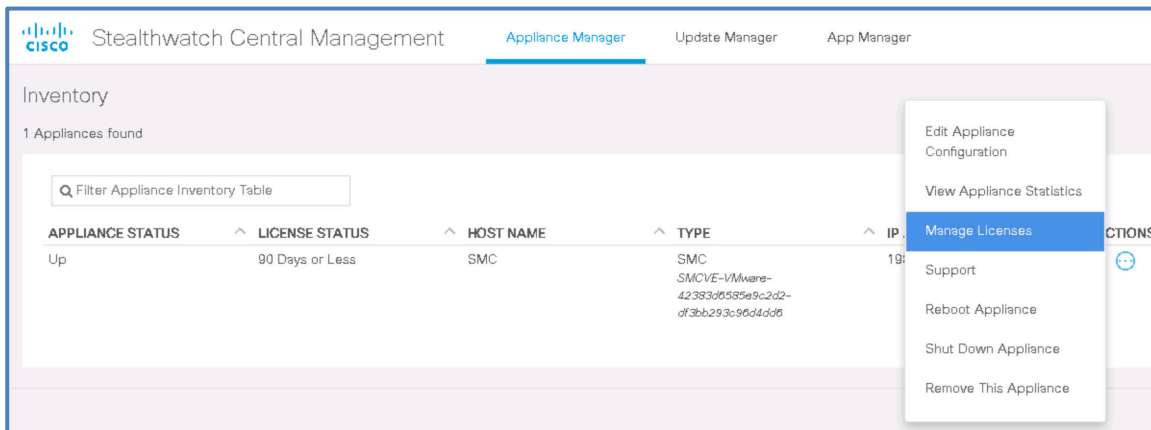 CISCO Stealthwatch Central Management Appliance Manager Update Manager App Manager
Inventory
1 Appliances found
Edit Appliance
Configuration
Filter Appliance Inventory Table
View Appliance Statistics
APPLIANCE STATUS LICENSE STATUS HOST NAME TYPE IP
Manage Licenses
CTIONS
Up 90 Days or Less SMC SMC 19
SMCVE-VMware-
42383d6585e9c2d2-
df3bb293c96d4dd6
Support
Reboot Appliance
Shut Down Appliance
Remove This Appliance